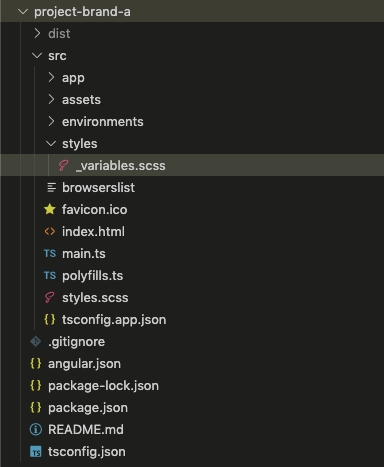 project-brand-a
dist
src
app
assets
environments
styles
_variables.scss
browserslist
favicon.ico
index.html
TS main.ts
TS polyfills.ts
styles.scss
{} tsconfig.app.json
.gitignore
{} angular.json
{} package-lock.json
{} package.json
README.md
TS tsconfig.json